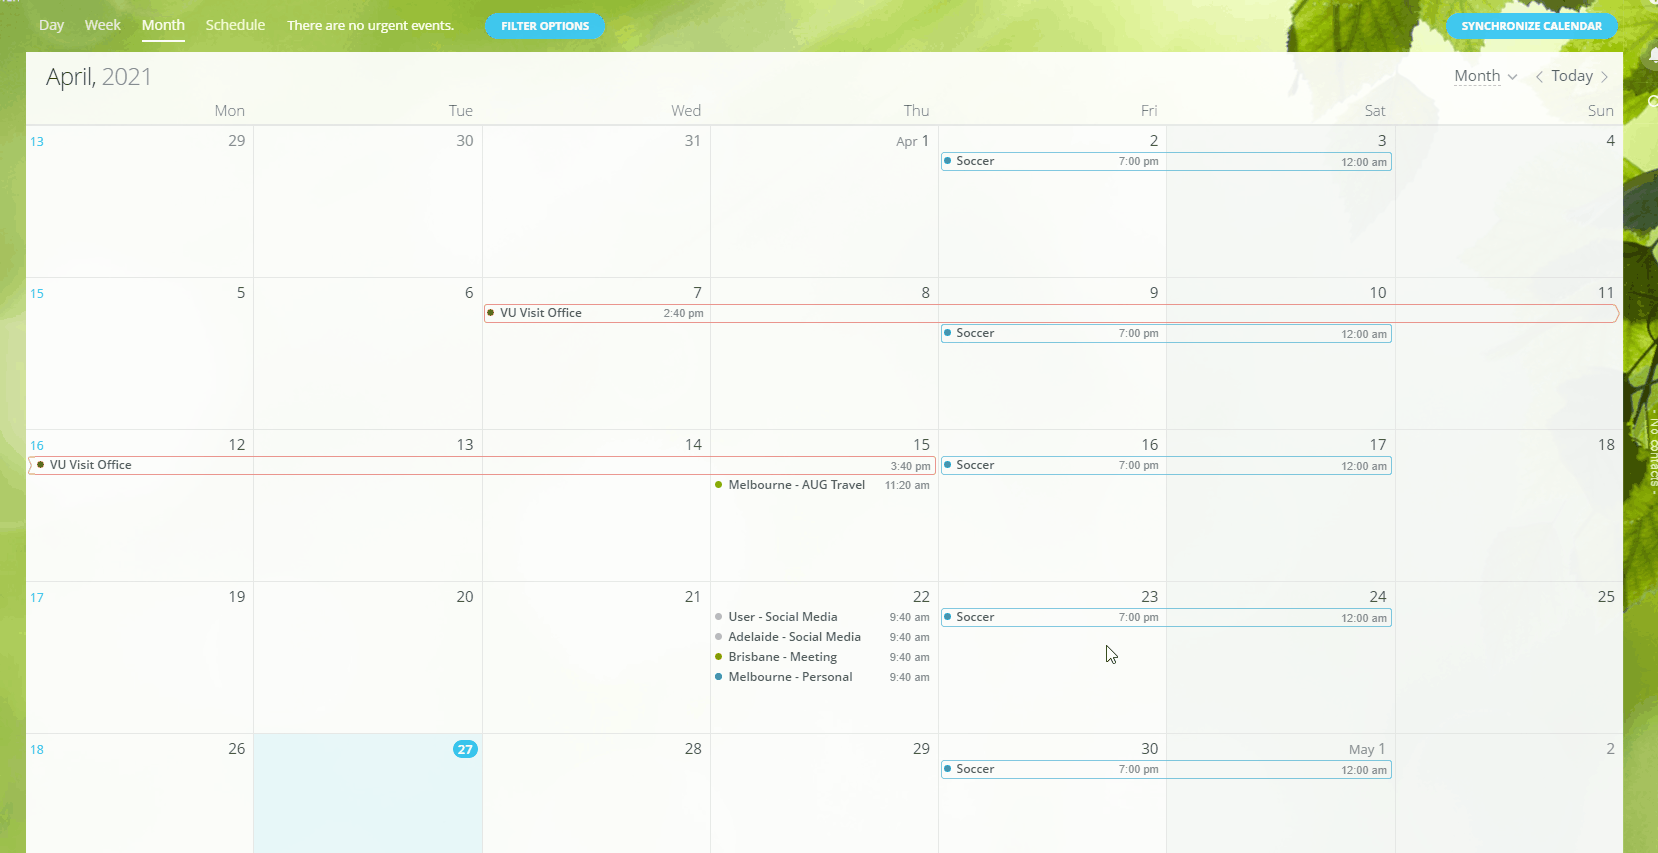 Day Week Month Schedule There are no urgent events. FILTER OPTIONS SYNCHRONIZE CALENDAR
April, 2021 Month Today
Mon Tue Wed Thu Fri Sat Sun
13 29 30 31 Apr 1 2 3 4
Soccer 7:00 pm 12:00 am
15 5 6 7 8 9 10 11
VU Visit Office 2:40 pm
Soccer 7:00 pm 12:00 am
16 12 13 14 15 16 17 18
VU Visit Office 3:40 pm Soccer 7:00 pm 12:00 am
Melbourne - AUG Travel 11:20 am
- No contacts -
17 19 20 21 22 23 24 25
User - Social Media 9:40 am Soccer 7:00 pm 12:00 am
Adelaide - Social Media 9:40 am
Brisbane - Meeting 9:40 am
Melbourne - Personal 9:40 am
18 26 27 28 29 30 May 1 2
Soccer 7:00 pm 12:00 am